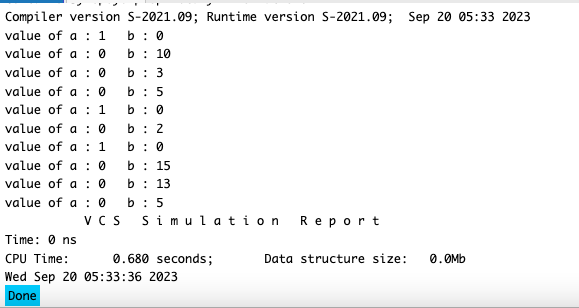 Compiler version S-2021.09; Runtime version S-2021.09;  Sep 20 05:33 2023
value of a : 1   b : 0
value of a : 0   b : 10
value of a : 0   b : 3
value of a : 0   b : 5
value of a : 1   b : 0
value of a : 0   b : 2
value of a : 1   b : 0
value of a : 0   b : 15
value of a : 0   b : 13
value of a : 0   b : 5
           V C S   S i m u l a t i o n   R e p o r t
Time: 0 ns
CPU Time:      0.680 seconds;       Data structure size:   0.0Mb
Wed Sep 20 05:33:36 2023
Done